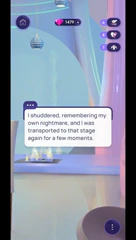 1479
I shuddered, remembering my
own nightmare, and I was
transported to that stage
again for a few moments.